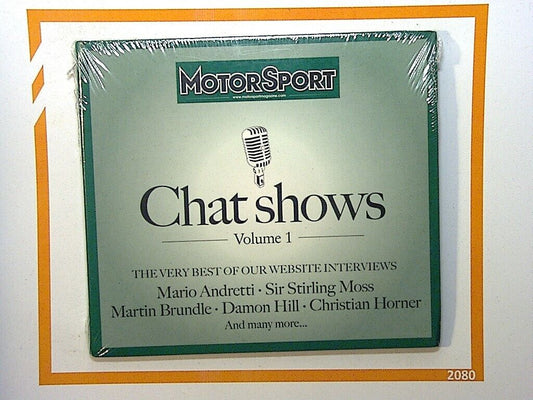 MOTORSPORT
www.motorsportmagazine.com
Chat shows
Volume 1
THE VERY BEST OF OUR WEBSITE INTERVIEWS
Mario Andretti · Sir Stirling Moss
Martin Brundle · Damon Hill · Christian Horner
And many more...
2080